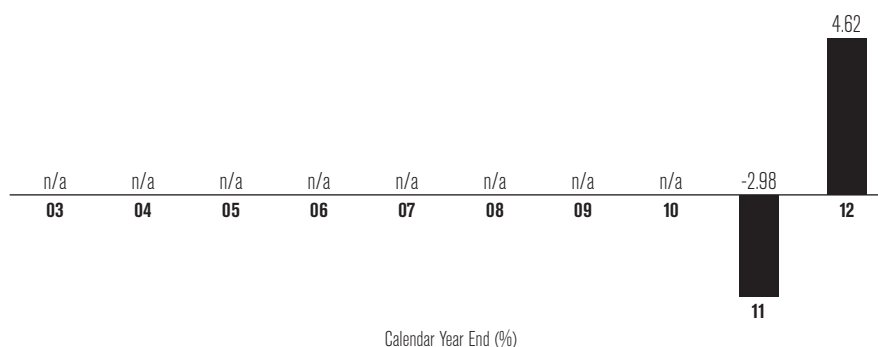 4.62
n/a n/a n/a n/a n/a n/a n/a n/a -2.98
03 04 05 06 07 08 09 10 12
11
Calendar Year End (%)